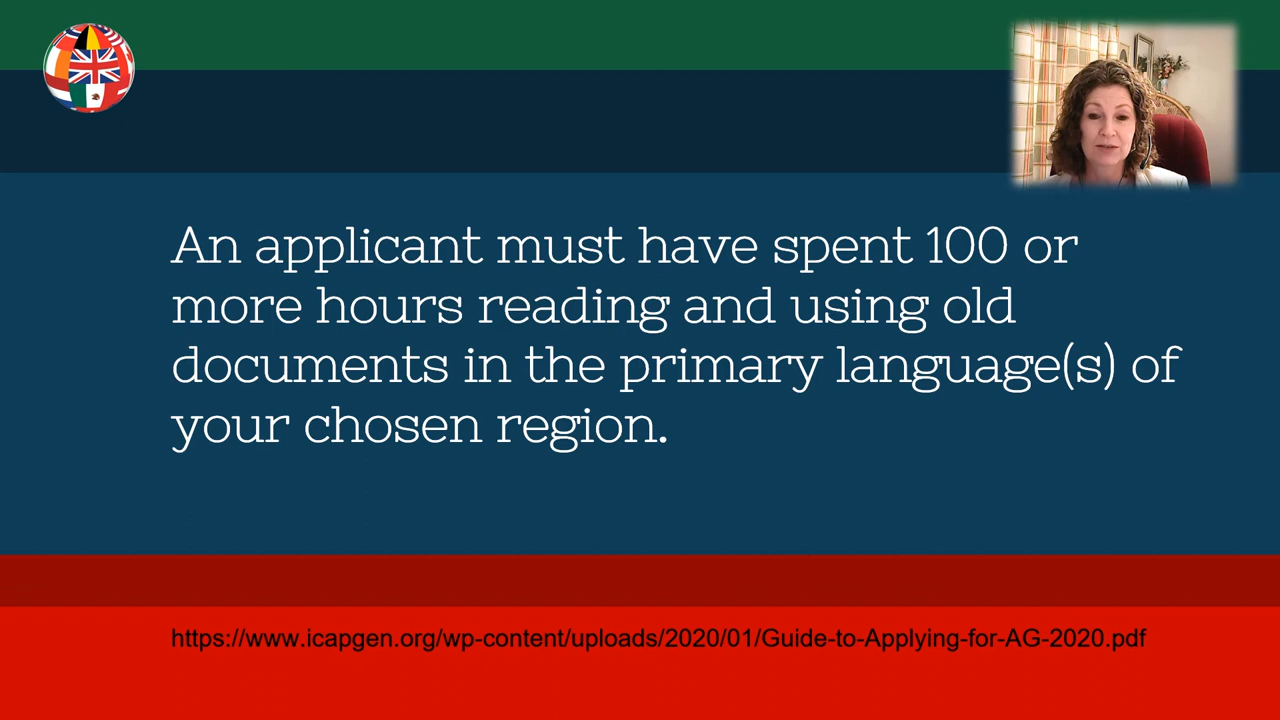 An applicant must have spent 100 or
more hours reading and using old
documents in the primary language(s) of
your chosen region.
https://www.icapgen.org/wp-content/uploads/2020/01/Guide-to-Applying-for-AG-2020.pdf